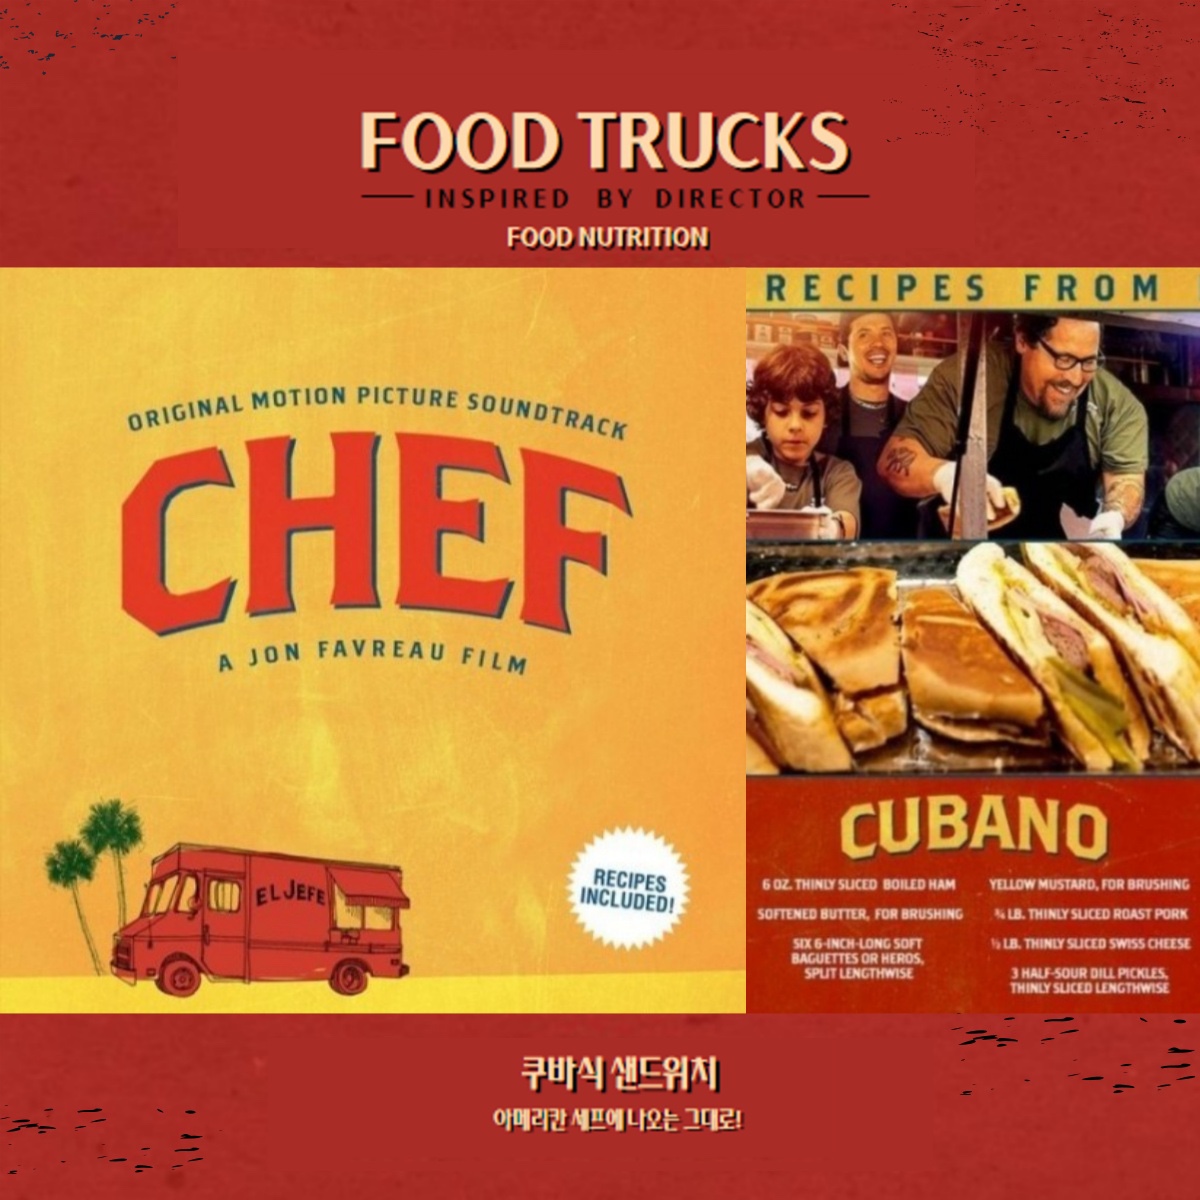 FOOD TRUCKS
INSPIRED BY DIRECTOR
FOOD NUTRITION
ORIGINAL MOTION PICTURE SOUNDTRACK
CHEF
A JON FAVREAU FILM
EL JEFE
RECIPES
INCLUDED!
RECIPES FROM
CUBANO
6 OZ. THINLY SLICED BOILED HAM
SOFTENED BUTTER, FOR BRUSHING
SIX 6-INCH-LONG SOFT
BAGUETTES OR HEROS,
SPLIT LENGTHWISE
YELLOW MUSTARD, FOR BRUSHING
¾ LB. THINLY SLICED ROAST PORK
½ LB. THINLY SLICED SWISS CHEESE
3 HALF-SOUR DILL PICKLES,
THINLY SLICED LENGTHWISE
쿠바식 샌드위치
아메리칸 셰프에 나오는 그대로!